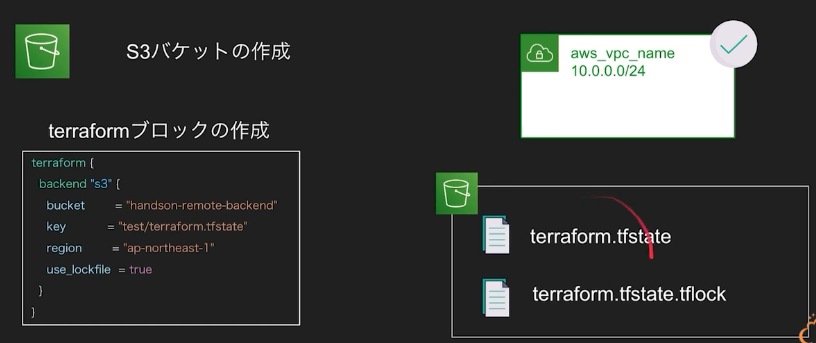 S3バケットの作成
terraformブロックの作成
terraform {
backend "s3" {
bucket = "handson-remote-backend"
key = "test/terraform.tfstate"
region = "ap-northeast-1"
use_lockfile = true
}
}
aws_vpc_name
10.0.0.0/24
terraform.tfstate
terraform.tfstate.tflock